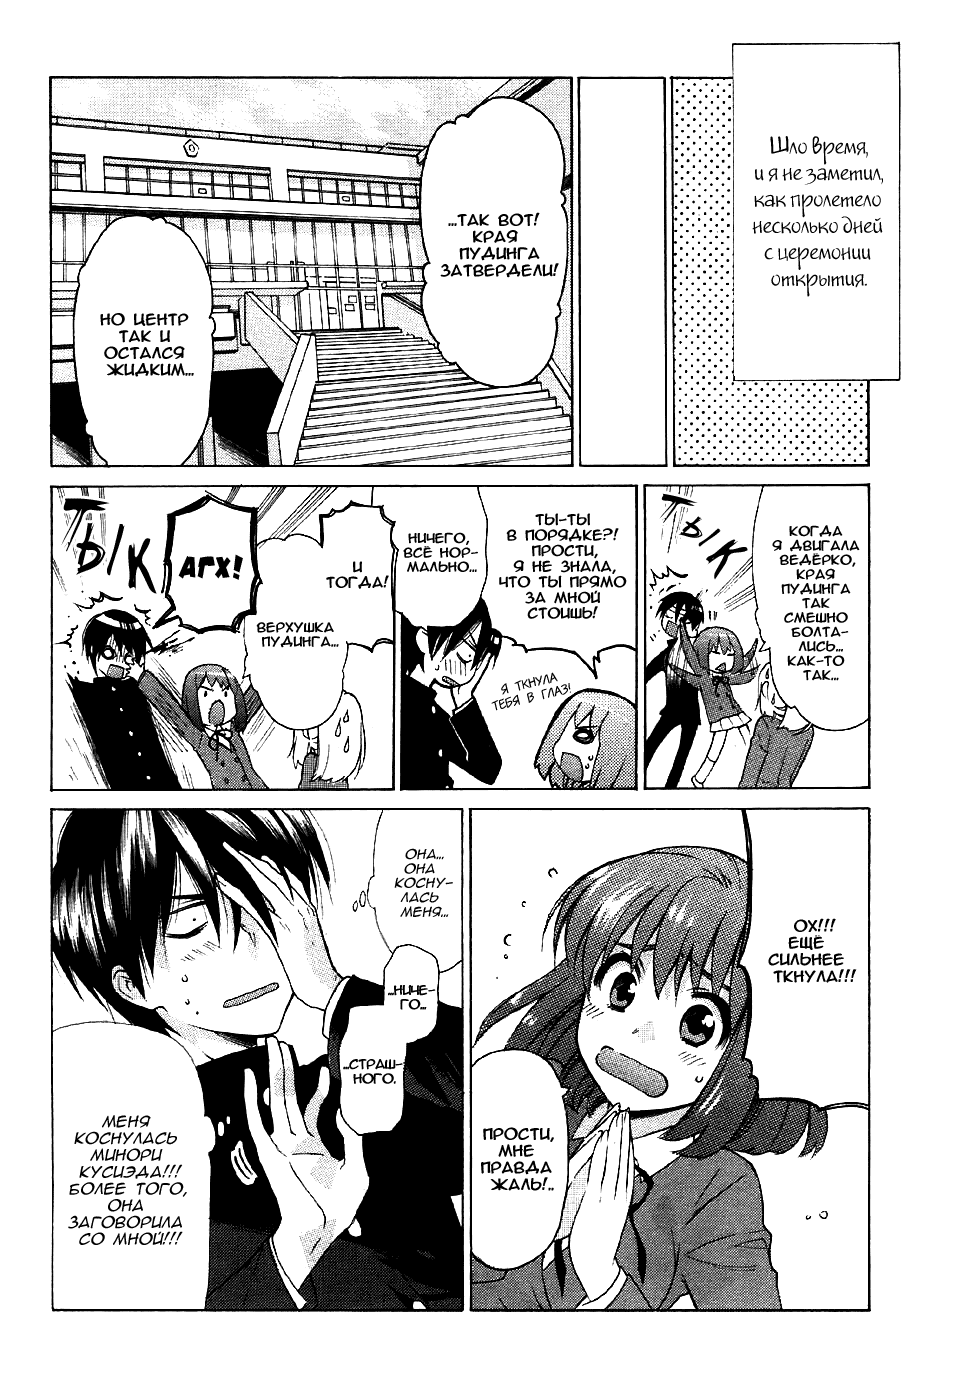 Шло время,
и я не заметил,
как пролетело
несколько дней
с церемонии
открытия.
...ТАК ВОТ!
КРАЯ
ПУДИНГА
ЗАТВЕРДЕЛИ!
НО ЦЕНТР
ТАК И
ОСТАЛСЯ
ЖИДКИМ...
КОГДА
Я ДВИГАЛА
ВЕДЁРКО,
КРАЯ
ПУДИНГА
ТАК
СМЕШНО
БОЛТА-
ЛИСЬ...
КАК-ТО
ТАК...
ТЫК
ТЫ-ТЫ
В ПОРЯДКЕ?!
ПРОСТИ,
Я НЕ ЗНАЛА,
ЧТО ТЫ ПРЯМО
ЗА МНОЙ
СТОИШЬ!
НИЧЕГО,
ВСЁ НОР-
МАЛЬНО...
Я ТКНУЛА
ТЕБЯ В ГЛАЗ!
И
ТОГДА!
ВЕРХУШКА
ПУДИНГА...
АГХ!
ТЫК
ОХ!!!
ЕЩЁ
СИЛЬНЕЕ
ТКНУЛА!!!
ПРОСТИ,
МНЕ
ПРАВДА
ЖАЛЬ!..
ОНА...
ОНА
КОСНУ-
ЛАСЬ
МЕНЯ...
..НИЧЕ-
ГО...
...СТРАШ-
НОГО.
МЕНЯ
КОСНУЛАСЬ
МИНОРИ
КУСИЭДА!!!
БОЛЕЕ ТОГО,
ОНА
ЗАГОВОРИЛА
СО МНОЙ!!!